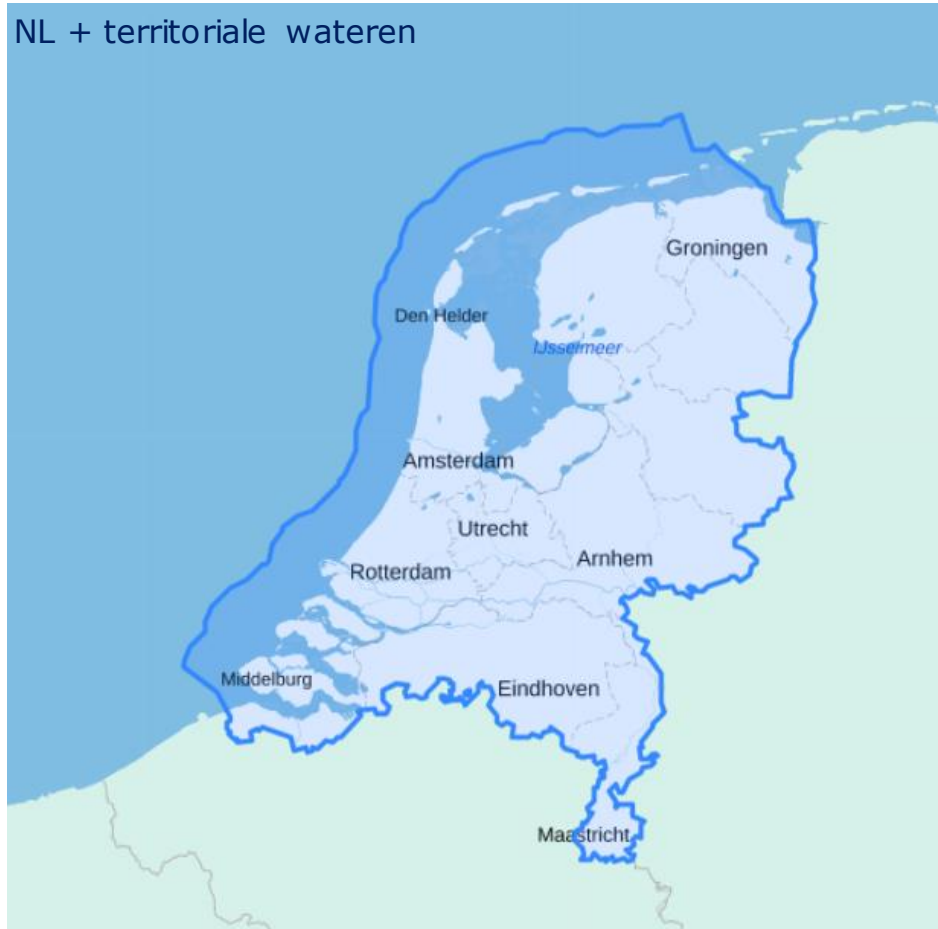 NL + territoriale wateren
Groningen
Den Helder
IJsselmeer
Amsterdam
Utrecht
Arnhem
Rotterdam
Middelburg
Eindhoven
Maastricht